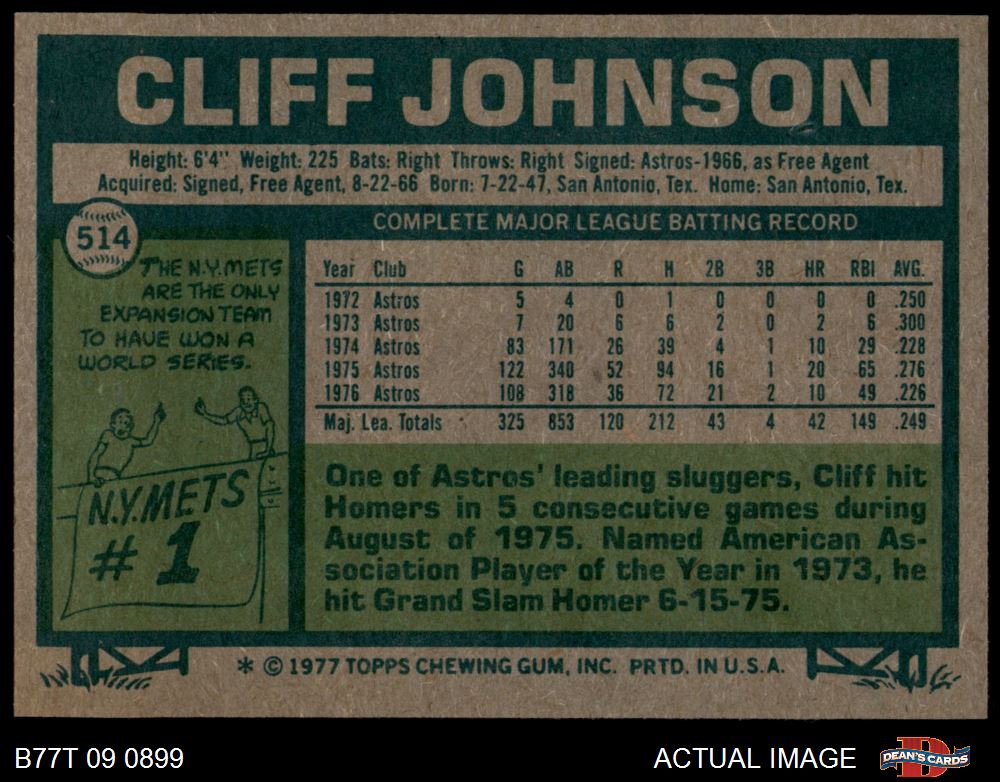 CLIFF JOHNSON
Height: 6'4" Weight: 225 Bats: Right Throws: Right Signed: Astros-1966, as Free Agent
Acquired: Signed, Free Agent, 8-22-66 Born: 7-22-47, San Antonio, Tex. Home: San Antonio, Tex.
514
THE N.Y. METS
ARE THE ONLY
EXPANSION TEAM
TO HAVE WON A
WORLD SERIES.
N.Y. METS
# 1
COMPLETE MAJOR LEAGUE BATTING RECORD
Year Club G AB R H 2B 3B HR RBI AVG.
1972 Astros 5 4 0 1 0 0 0 0 .250
1973 Astros 7 20 6 6 2 0 2 6 .300
1974 Astros 83 171 26 39 4 1 10 29 .228
1975 Astros 122 340 52 94 16 1 20 65 .276
1976 Astros 108 318 36 72 21 2 10 49 .226
Maj. Lea. Totals 325 853 120 212 43 4 42 149 .249
One of Astros' leading sluggers, Cliff hit
Homers in 5 consecutive games during
August of 1975. Named American As-
sociation Player of the Year in 1973, he
hit Grand Slam Homer 6-15-75.
* © 1977 TOPPS CHEWING GUM, INC. PRTD. IN U.S.A.
B77T 09 0899
ACTUAL IMAGE
D
DEAN'S CARDS